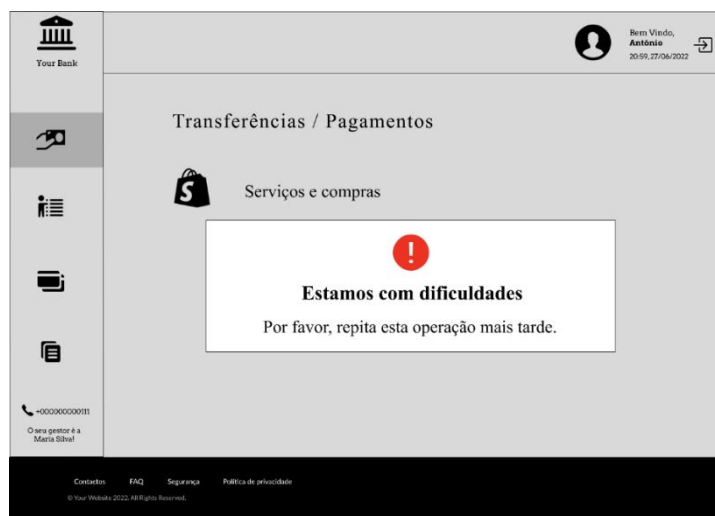 Your Bank
Bem Vindo,
António
20:59, 27/06/2022
Transferências / Pagamentos
Serviços e compras
Estamos com dificuldades
Por favor, repita esta operação mais tarde.
+000000000111
O seu gestor é a
Maria Silva!
Contactos FAQ Segurança Política de privacidade
© Your Website 2022. All Rights Reserved.